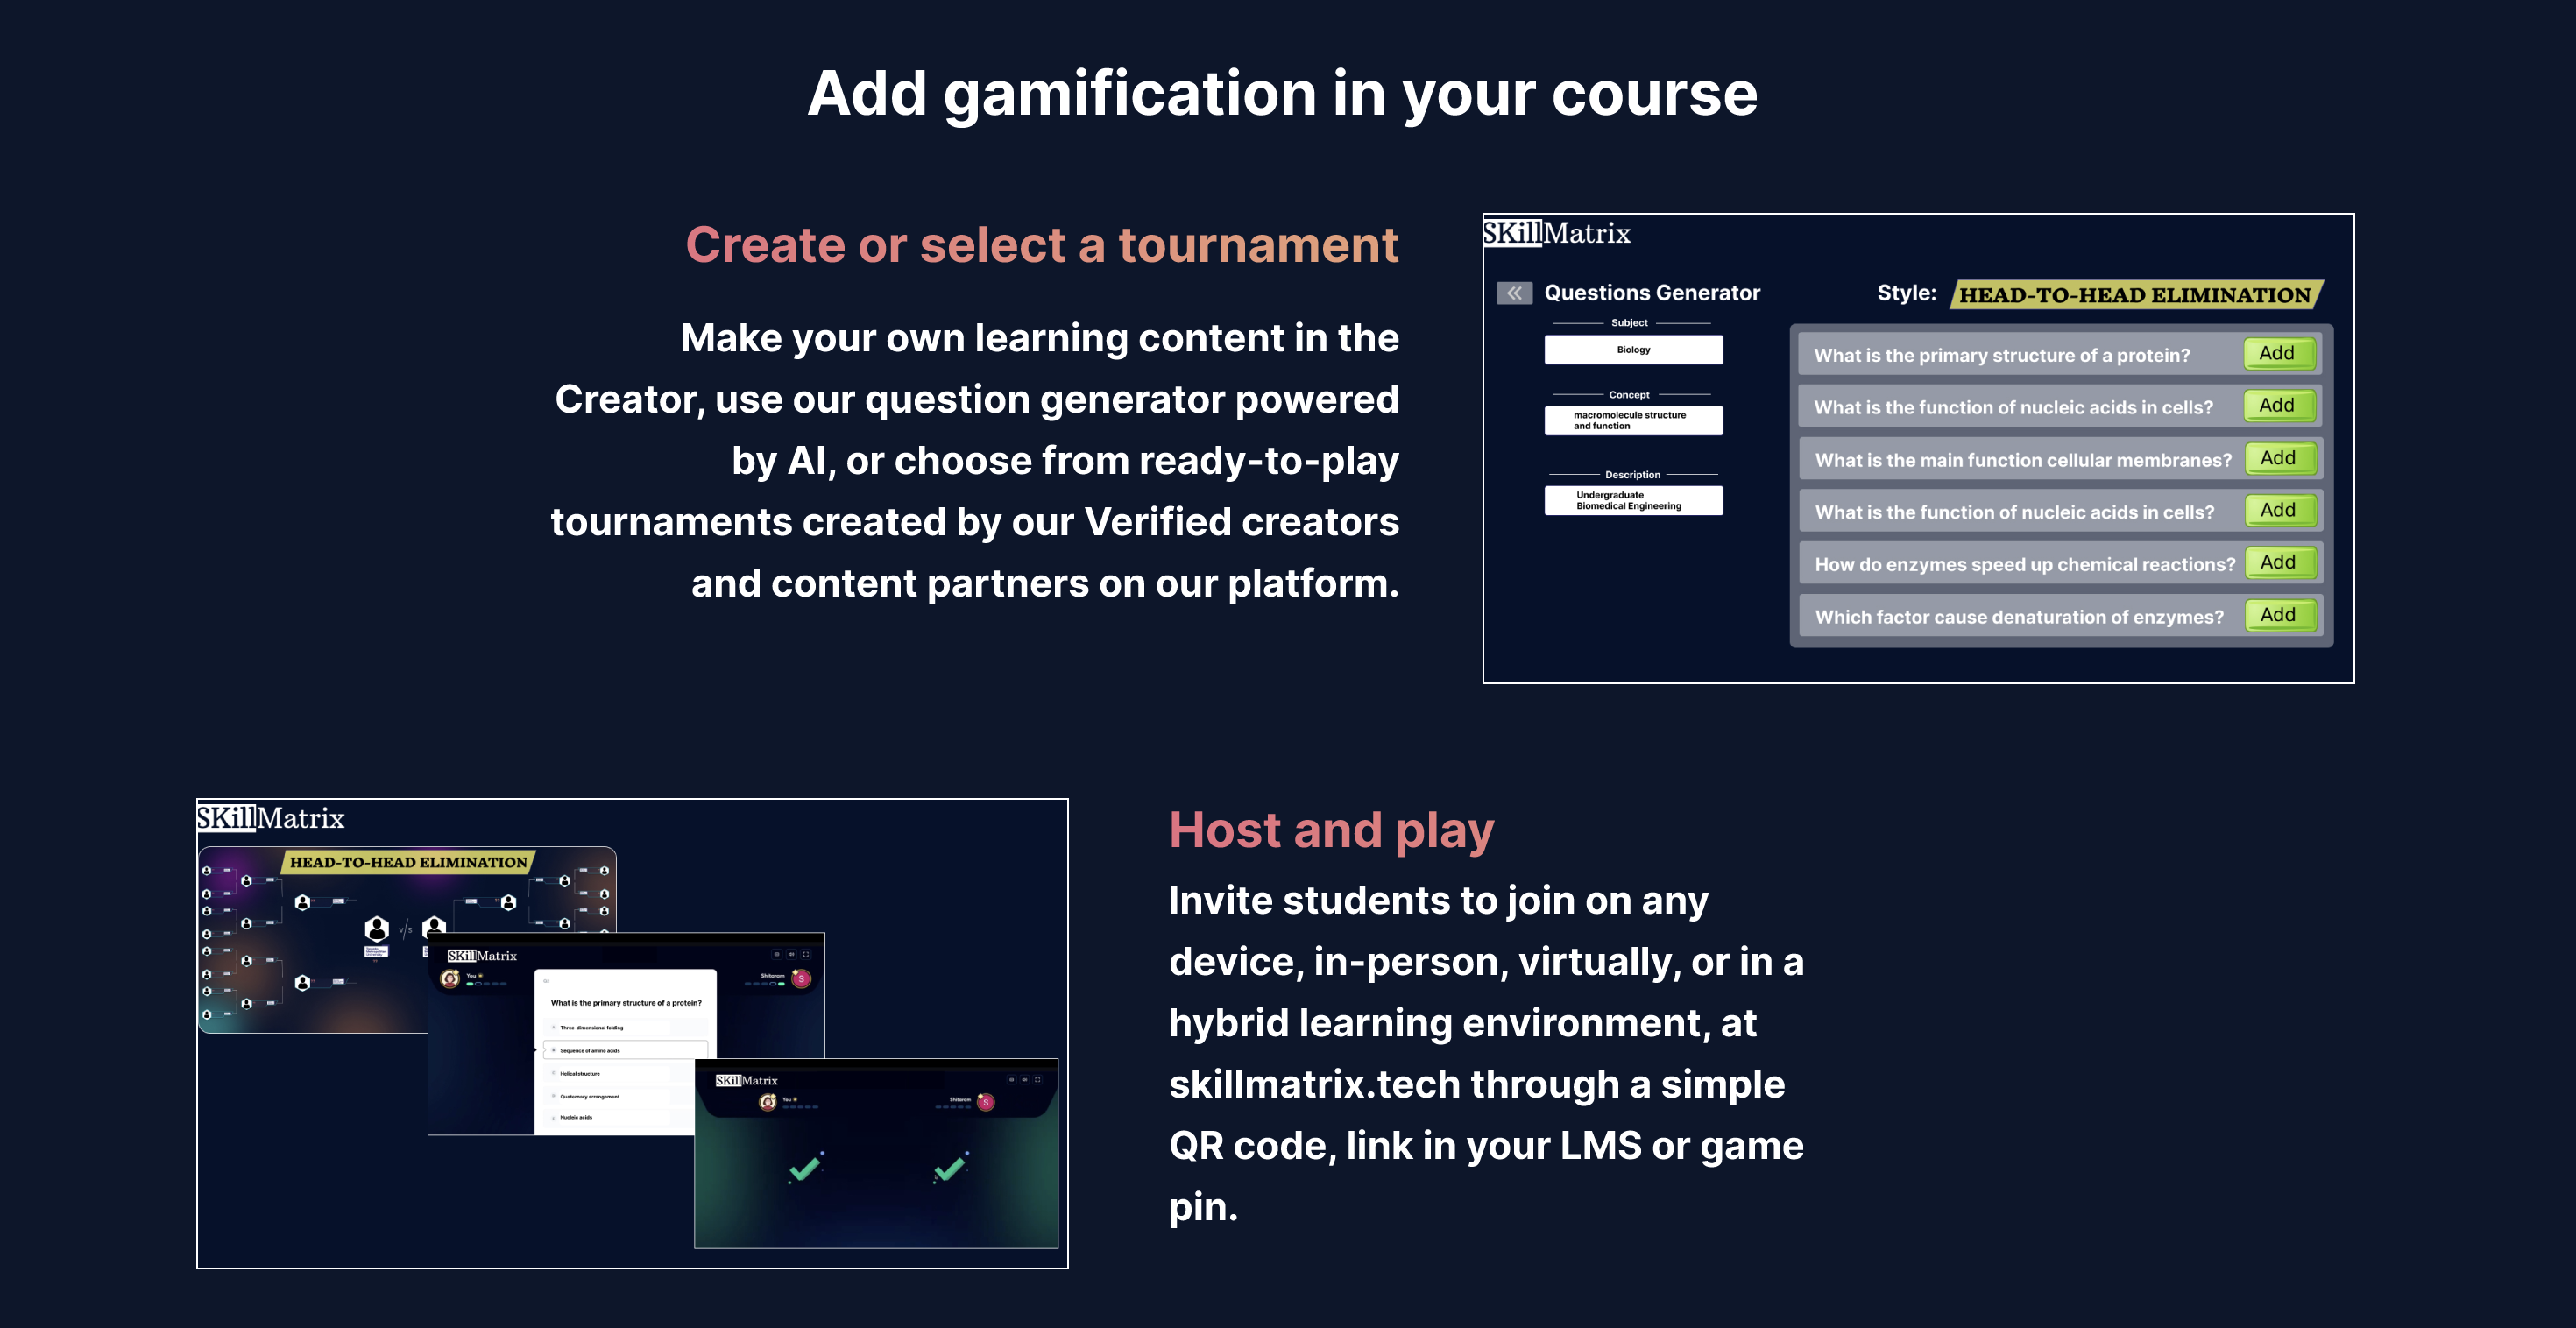 Add gamification in your course
Create or select a tournament
Make your own learning content in the
Creator, use our question generator powered
by AI, or choose from ready-to-play
tournaments created by our Verified creators
and content partners on our platform.
SKillMatrix
Questions Generator
Subject
Biology
Concept
macromolecule structure
and function
Description
Undergraduate
Biomedical Engineering
Style: HEAD-TO-HEAD ELIMINATION
What is the primary structure of a protein? Add
What is the function of nucleic acids in cells? Add
What is the main function cellular membranes? Add
What is the function of nucleic acids in cells? Add
How do enzymes speed up chemical reactions? Add
Which factor cause denaturation of enzymes? Add
SKillMatrix
HEAD-TO-HEAD ELIMINATION
V/S
SKillMatrix
You
Shitaram
S
What is the primary structure of a protein?
Three-dimensional folding
Sequence of amino acids
Helical structure
Quaternary arrangement
Nucleic acids
SKillMatrix
You
Shitaram
S
Host and play
Invite students to join on any
device, in-person, virtually, or in a
hybrid learning environment, at
skillmatrix.tech through a simple
QR code, link in your LMS or game
pin.